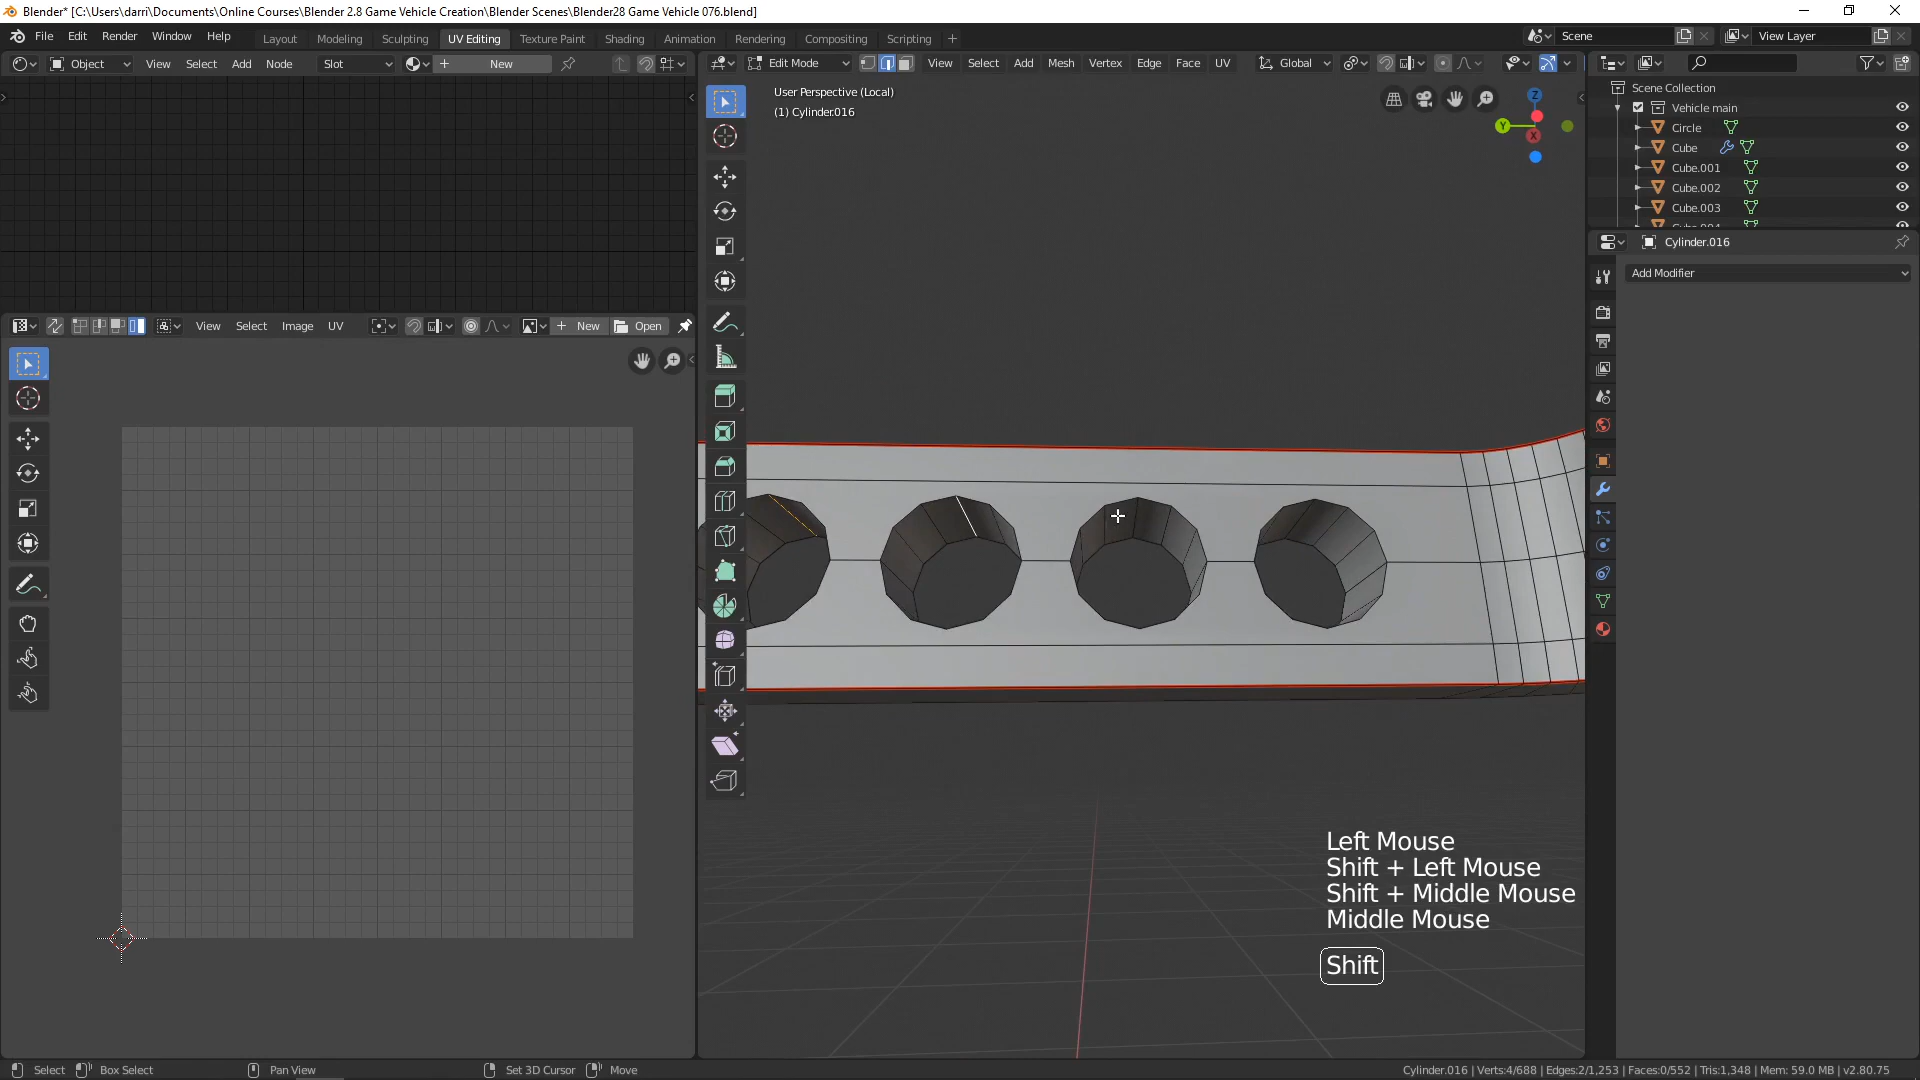 Blender* [C:\Users\darri\Documents\Online Courses\Blender 2.8 Game Vehicle Creation\Blender Scenes\Blender28 Game Vehicle 076.blend]
File Edit Render Window Help Layout Modeling Sculpting UV Editing Texture Paint Shading Animation Rendering Compositing Scripting + Scene View Layer
Object View Select Add Node Slot New
Edit Mode View Select Add Mesh Vertex Edge Face UV Global
User Perspective (Local)
(1) Cylinder.016
Z
Y
X
Scene Collection
Vehicle main
Circle
Cube
Cube.001
Cube.002
Cube.003
Cube.004
Cylinder.016
Add Modifier
View Select Image UV New Open
Left Mouse
Shift + Left Mouse
Shift + Middle Mouse
Middle Mouse
Shift
Select Box Select Pan View Set 3D Cursor Move
Cylinder.016 | Verts:4/688 | Edges:2/1,253 | Faces:0/552 | Tris:1,348 | Mem: 59.0 MB | v2.80.75